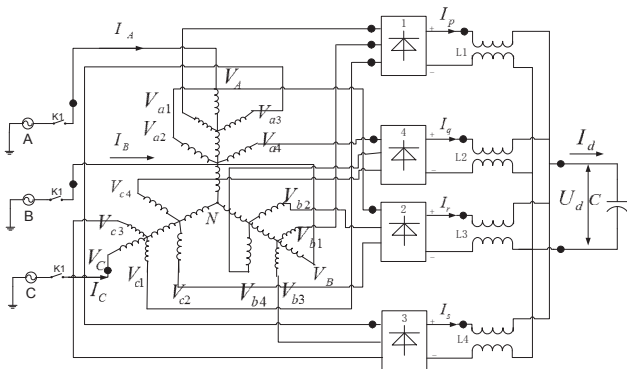 I_A
1
I_p
+
L1
−
V_A
V_a1
V_a3
V_a2
V_a4
K1
A
I_B
4
I_q
+
L2
−
I_d
K1
B
V_c4
N
V_b2
2
I_r
+
L3
−
U_d
C
V_c3
V_b1
V_C
V_B
K1
C
I_C
V_c1
V_c2
V_b4
V_b3
3
I_s
+
L4
−